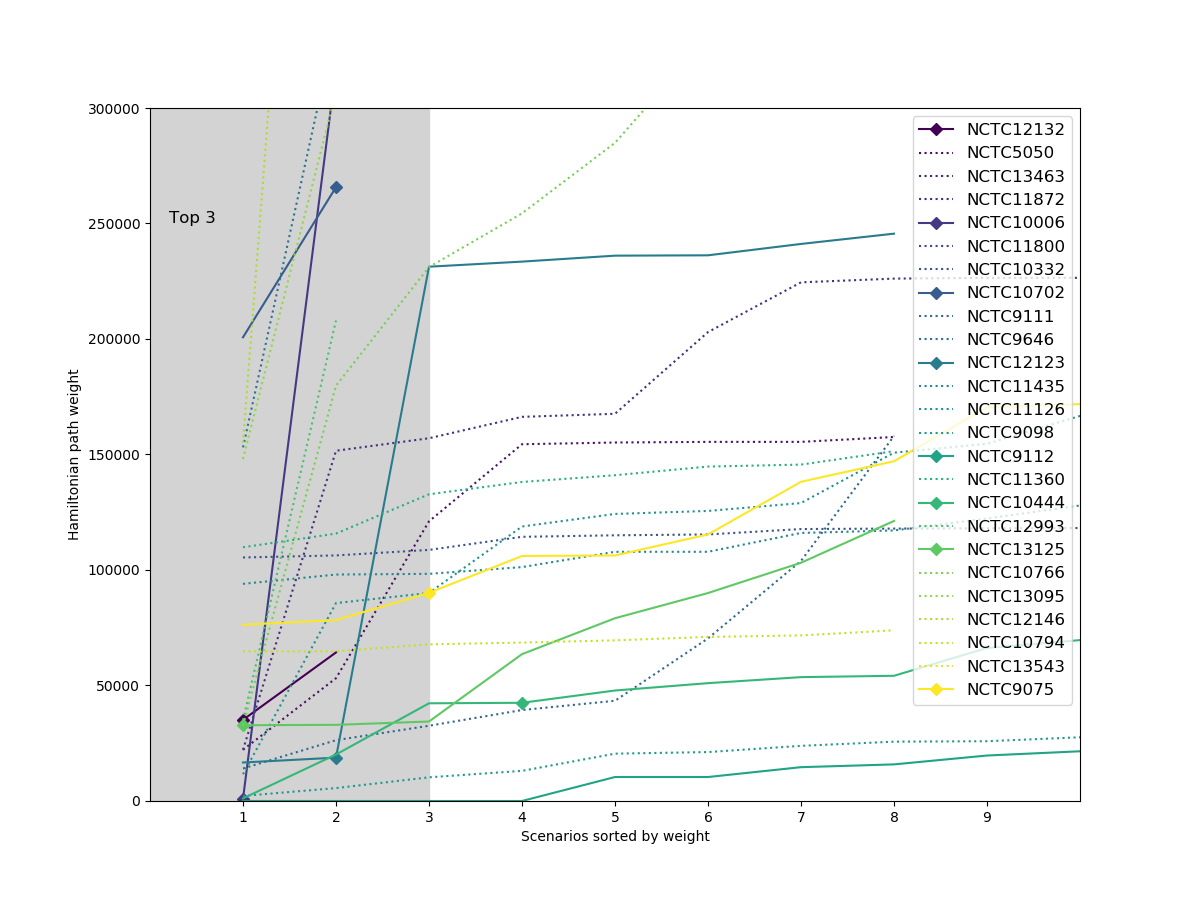 300000
250000
200000
150000
100000
50000
0
Hamiltonian path weight
Top 3
NCTC12132
NCTC5050
NCTC13463
NCTC11872
NCTC10006
NCTC11800
NCTC10332
NCTC10702
NCTC9111
NCTC9646
NCTC12123
NCTC11435
NCTC11126
NCTC9098
NCTC9112
NCTC11360
NCTC10444
NCTC12993
NCTC13125
NCTC10766
NCTC13095
NCTC12146
NCTC10794
NCTC13543
NCTC9075
1 2 3 4 5 6 7 8 9
Scenarios sorted by weight